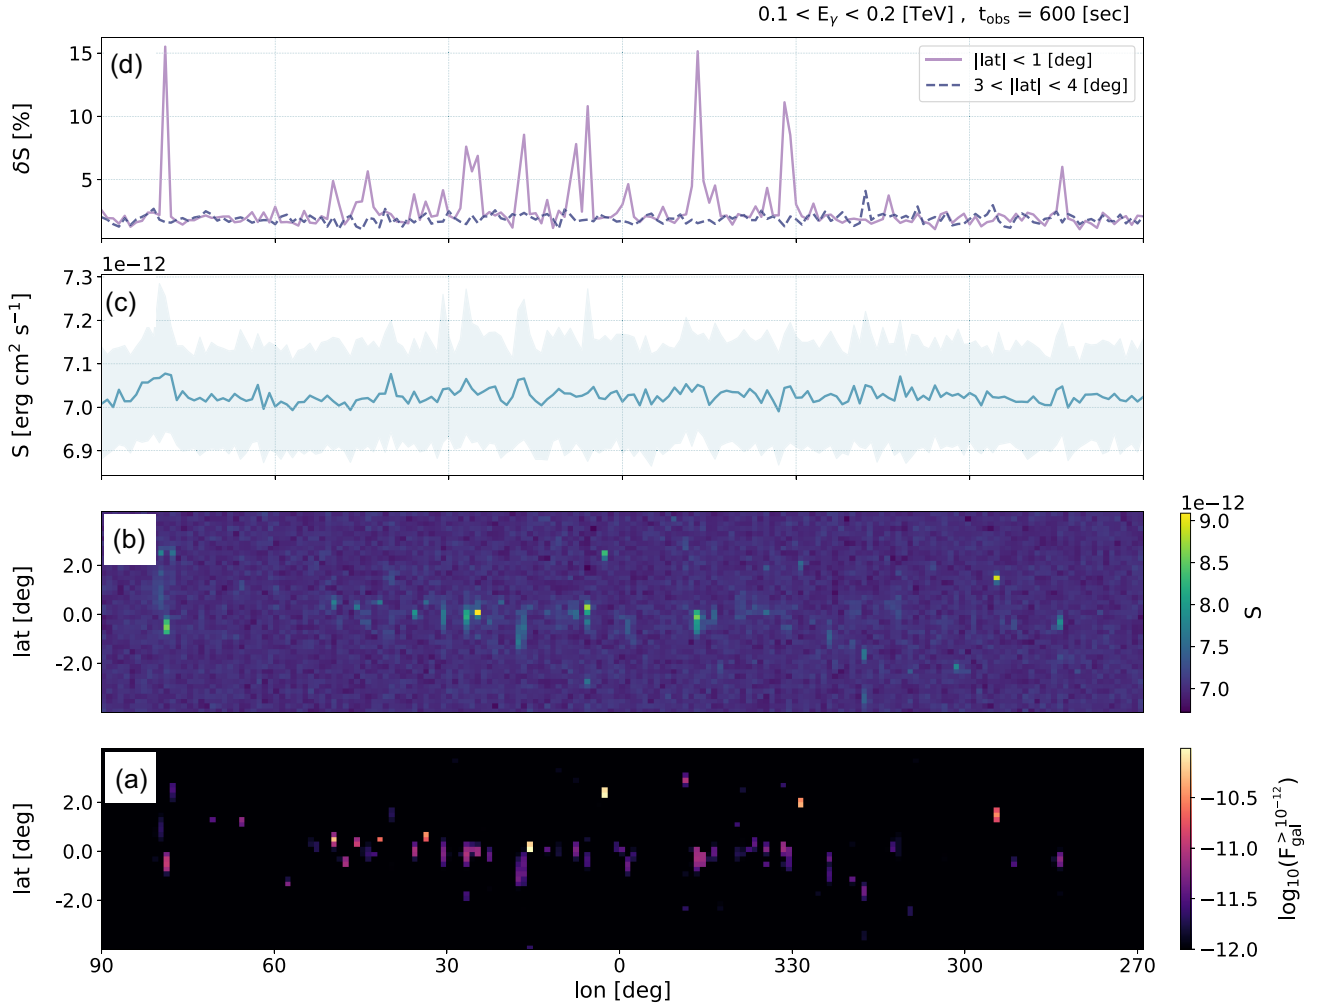 0.1 < E_γ < 0.2 [TeV] , t_obs = 600 [sec]
(d)
|lat| < 1 [deg]
3 < |lat| < 4 [deg]
δS [%]
15
10
5
1e−12
(c)
S [erg cm² s⁻¹]
7.3
7.2
7.1
7.0
6.9
(b)
lat [deg]
2.0
0.0
-2.0
1e−12
9.0
8.5
8.0
7.5
7.0
S
(a)
lat [deg]
2.0
0.0
-2.0
−10.5
−11.0
−11.5
−12.0
log₁₀(F_gal^>10⁻¹²)
90 60 30 0 330 300 270
lon [deg]